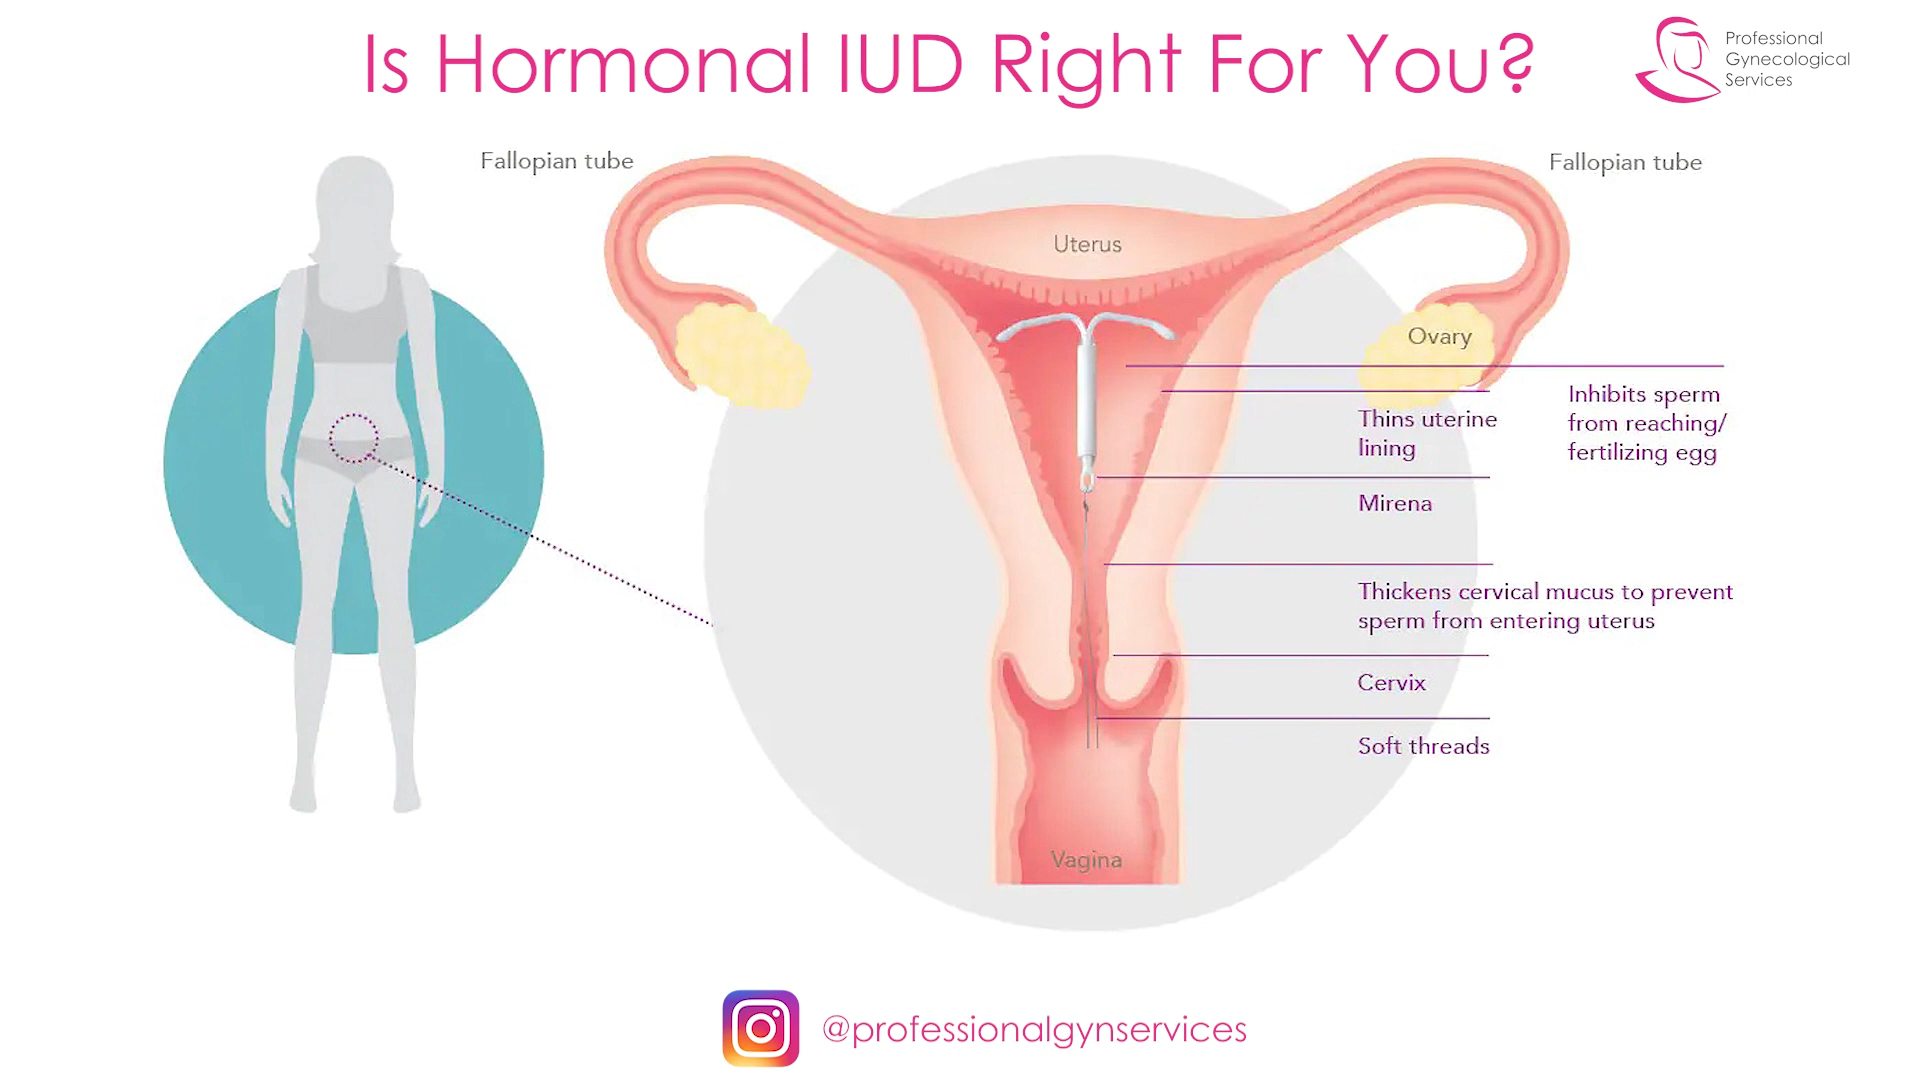 Is Hormonal IUD Right For You?
Professional
Gynecological
Services
Fallopian tube
Fallopian tube
Uterus
Ovary
Inhibits sperm
from reaching/
fertilizing egg
Thins uterine
lining
Mirena
Thickens cervical mucus to prevent
sperm from entering uterus
Cervix
Soft threads
Vagina
@professionalgynservices